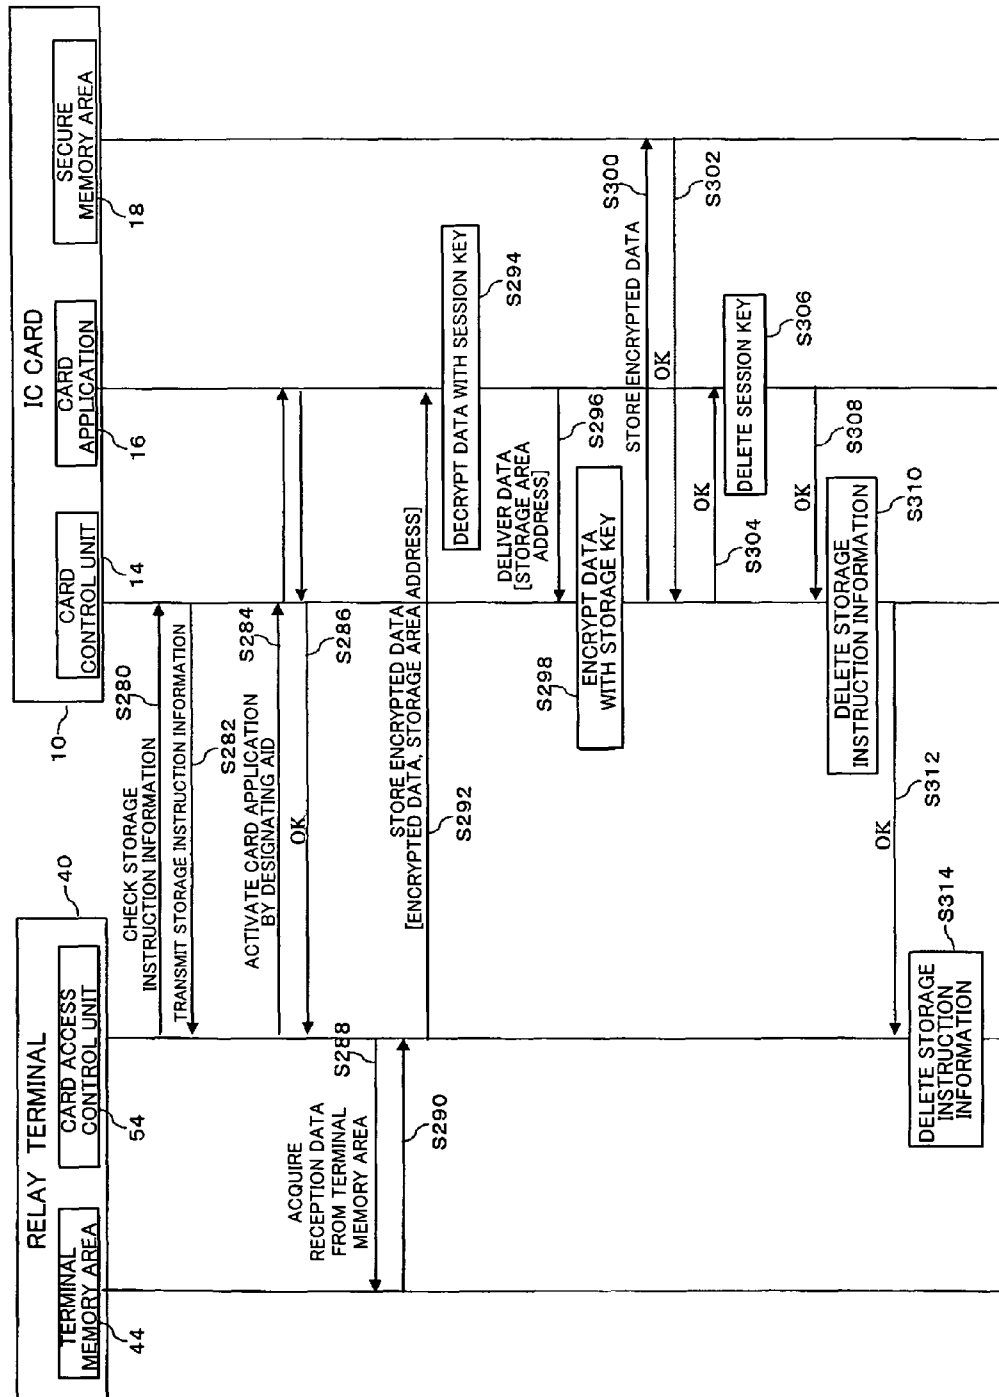 RELAY TERMINAL
40
TERMINAL
MEMORY AREA
44
CARD ACCESS
CONTROL UNIT
54
IC CARD
10
CARD
CONTROL UNIT
14
CARD
APPLICATION
16
SECURE
MEMORY AREA
18
CHECK STORAGE
INSTRUCTION INFORMATION
S280
TRANSMIT STORAGE INSTRUCTION INFORMATION
S282
ACTIVATE CARD APPLICATION
BY DESIGNATING AID
S284
OK
S286
ACQUIRE
RECEPTION DATA
FROM TERMINAL
MEMORY AREA
S288
S290
STORE ENCRYPTED DATA
[ENCRYPTED DATA, STORAGE AREA ADDRESS]
S292
DECRYPT DATA WITH SESSION KEY
S294
DELIVER DATA
[STORAGE AREA
ADDRESS]
S296
ENCRYPT DATA
WITH STORAGE KEY
S298
STORE ENCRYPTED DATA
S300
OK
S302
OK
S304
DELETE SESSION KEY
S306
OK
S308
DELETE STORAGE
INSTRUCTION INFORMATION
S310
OK
S312
DELETE STORAGE
INSTRUCTION
INFORMATION
S314